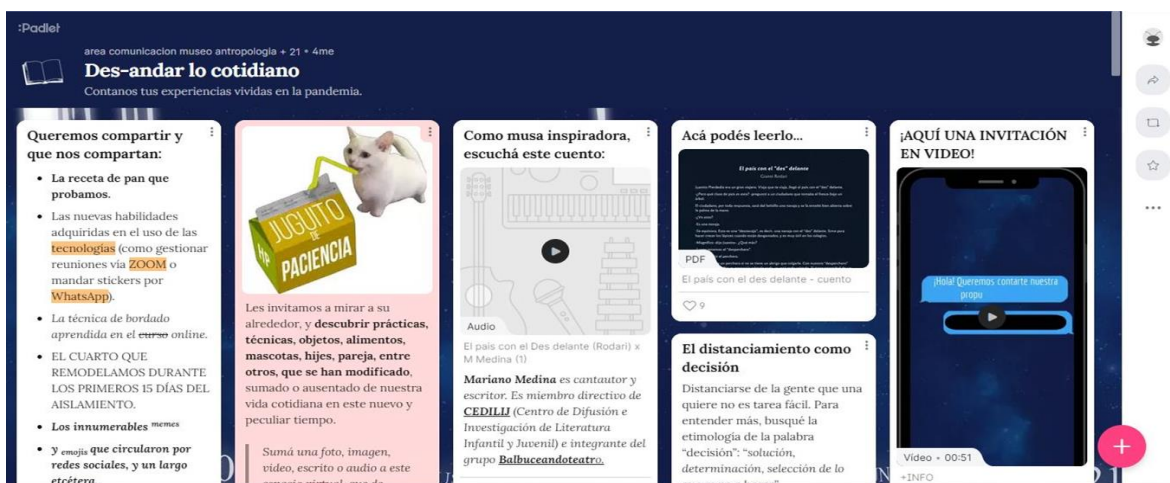 :Padlet
area comunicacion museo antropologia + 21 • 4me
Des-andar lo cotidiano
Contanos tus experiencias vividas en la pandemia.
Queremos compartir y
que nos compartan:
• La receta de pan que
probamos.
• Las nuevas habilidades
adquiridas en el uso de las
tecnologías (como gestionar
reuniones vía ZOOM o
mandar stickers por
WhatsApp).
• La técnica de bordado
aprendida en el curso online.
• EL CUARTO QUE
REMODELAMOS DURANTE
LOS PRIMEROS 15 DÍAS DEL
AISLAMIENTO.
• Los innumerables memes
• y emojis que circularon por
redes sociales, y un largo
etcétera.
JUGUITO
DE
PACIENCIA
HP
Les invitamos a mirar a su
alrededor, y descubrir prácticas,
técnicas, objetos, alimentos,
mascotas, hijes, pareja, entre
otros, que se han modificado,
sumado o ausentado de nuestra
vida cotidiana en este nuevo y
peculiar tiempo.
Sumá una foto, imagen,
video, escrito o audio a este
espacio virtual, que de
Como musa inspiradora,
escuchá este cuento:
Audio
El país con el Des delante (Rodari) x
M Medina (1)
Mariano Medina es cantautor y
escritor. Es miembro directivo de
CEDILIJ (Centro de Difusión e
Investigación de Literatura
Infantil y Juvenil) e integrante del
grupo Balbuceandoteatro.
Acá podés leerlo...
El país con el "des" delante
PDF
El país con el des delante - cuento
9
El distanciamiento como
decisión
Distanciarse de la gente que una
quiere no es tarea fácil. Para
entender más, busqué la
etimología de la palabra
"decisión": "solución,
determinación, selección de lo
¡AQUÍ UNA INVITACIÓN
EN VIDEO!
¡Hola! Queremos contarte nuestra
propu
Vídeo • 00:51
+INFO